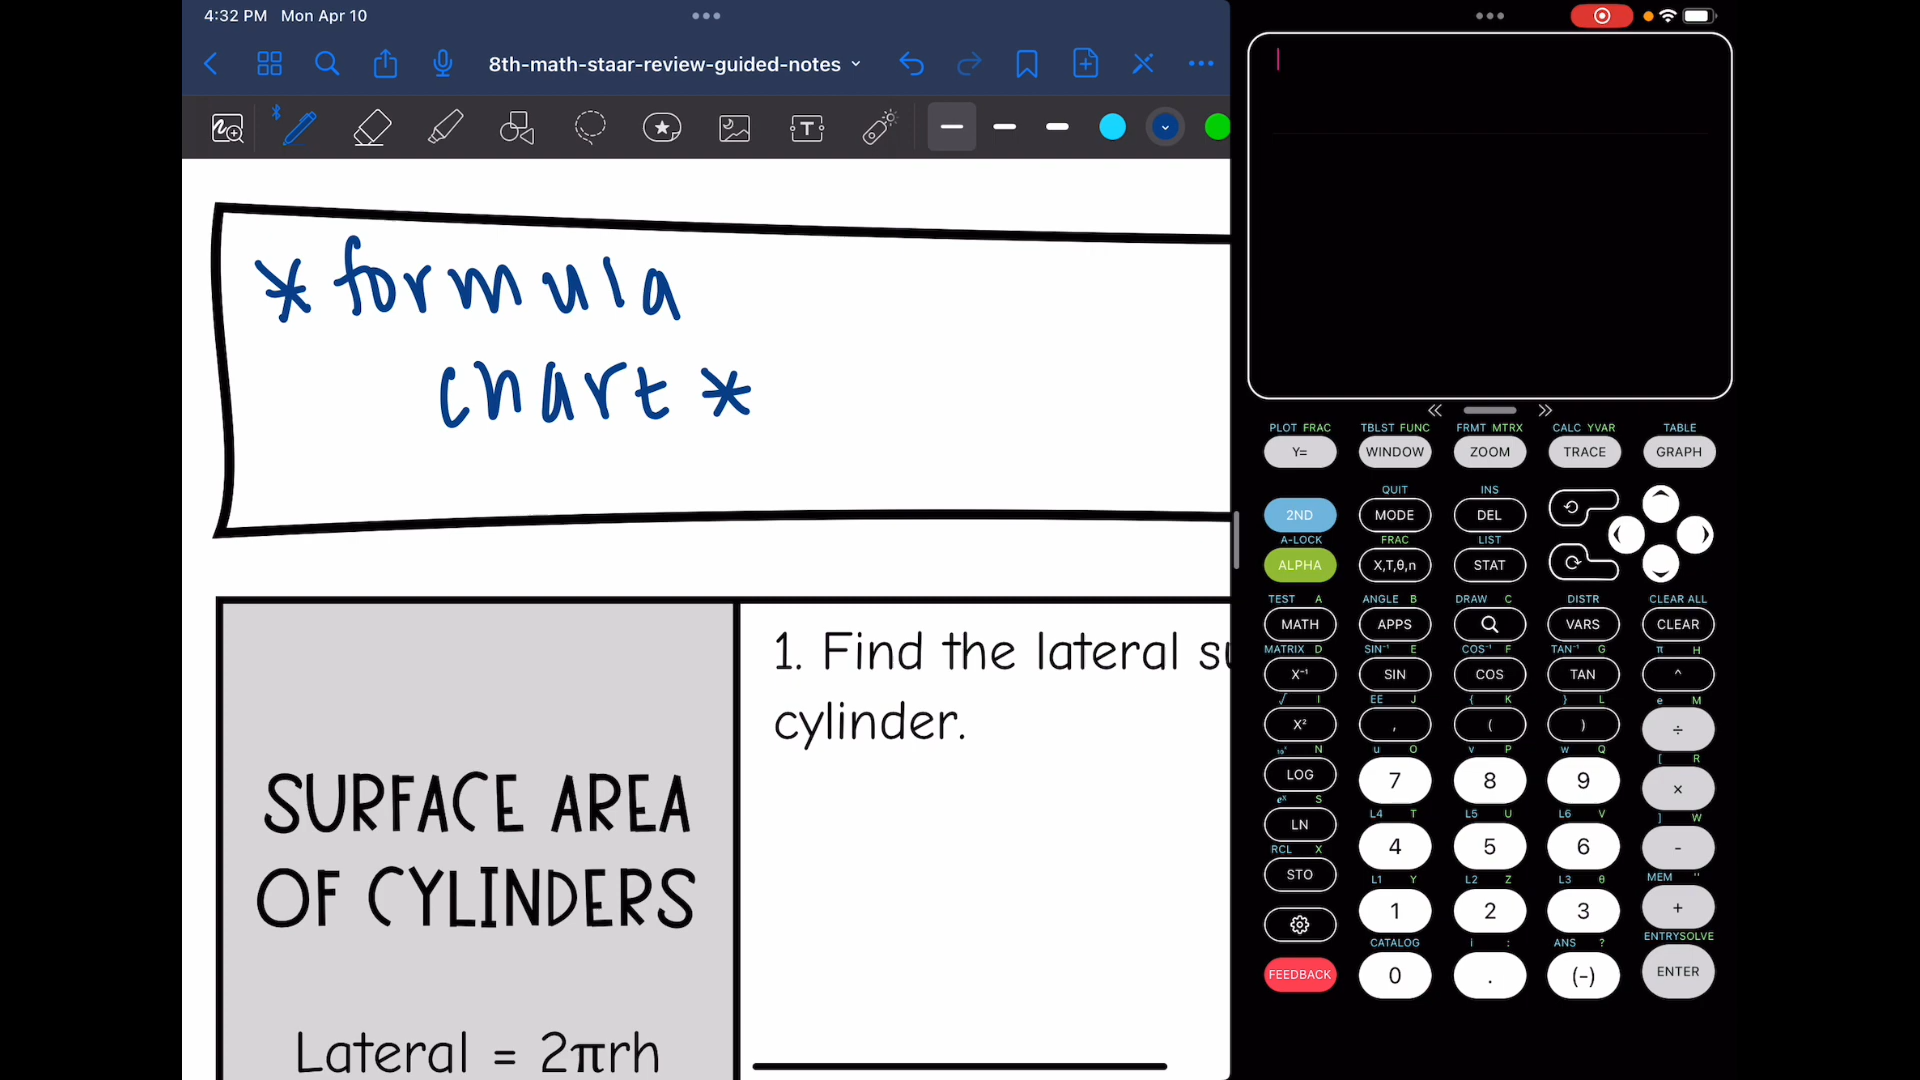 4:32 PM Mon Apr 10
8th-math-staar-review-guided-notes
T
*formula
chart*
SURFACE AREA
OF CYLINDERS
Lateral = 2πrh
1. Find the lateral su
cylinder.
PLOT FRAC TBLST FUNC FRMT MTRX CALC YVAR TABLE
Y= WINDOW ZOOM TRACE GRAPH
QUIT INS
2ND MODE DEL
A-LOCK FRAC LIST
ALPHA X,T,θ,n STAT
TEST A ANGLE B DRAW C DISTR CLEAR ALL
MATH APPS VARS CLEAR
MATRIX D SIN⁻¹ E COS⁻¹ F TAN⁻¹ G π H
X⁻¹ SIN COS TAN ^
√ I EE J { K } L e M
X² , ( ) ÷
10ˣ N u O v P w Q [ R
LOG 7 8 9 ×
eˣ S L4 T L5 U L6 V ] W
LN 4 5 6 -
RCL X L1 Y L2 Z L3 θ MEM "
STO 1 2 3 +
CATALOG i : ANS ? ENTRY SOLVE
FEEDBACK 0 . (-) ENTER